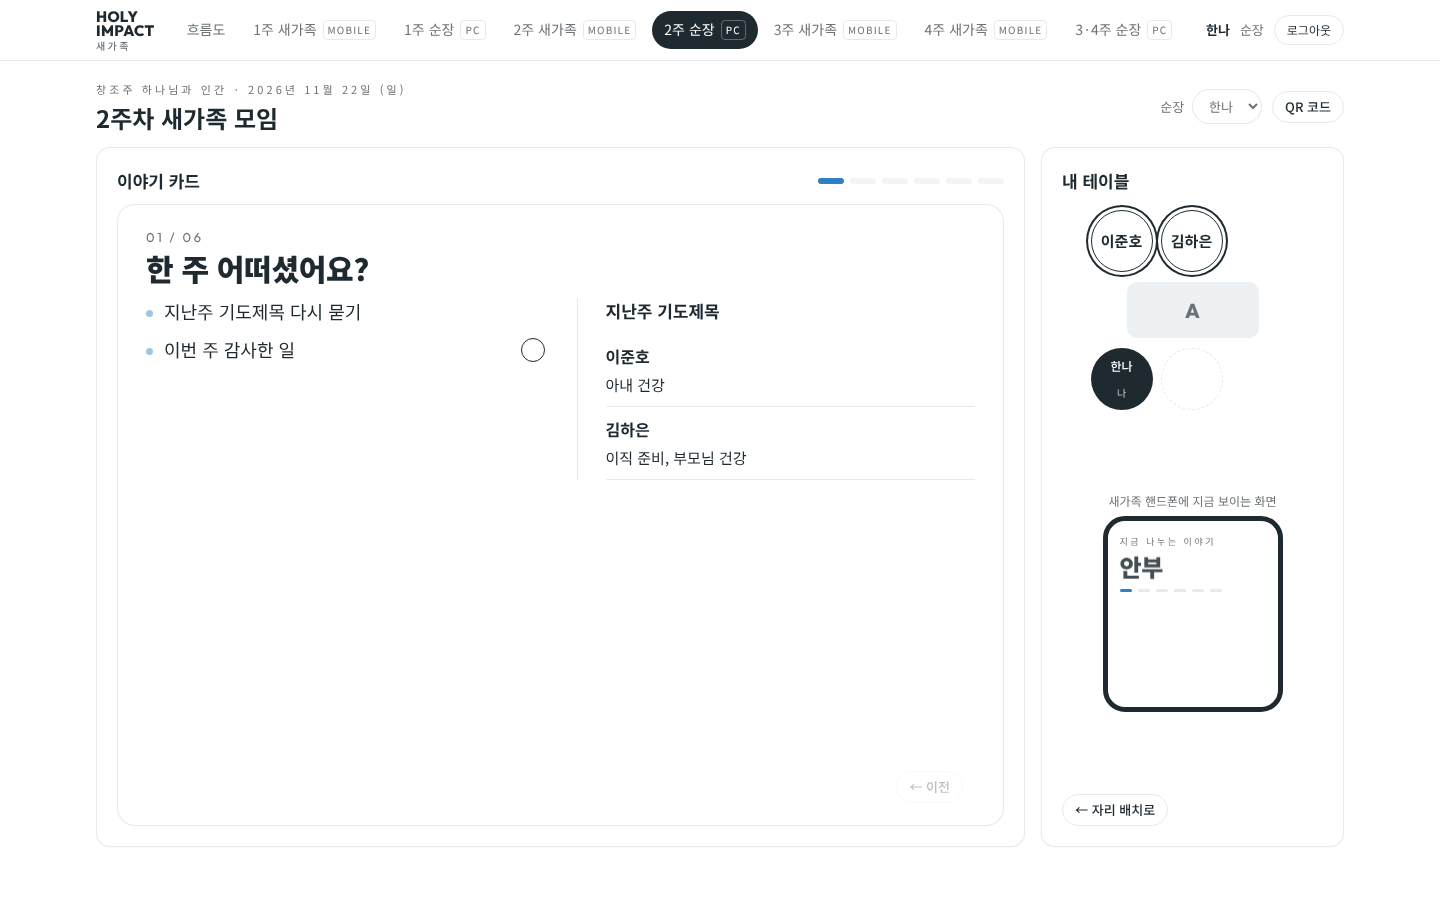 HOLY
IMPACT
새가족
흐름도
1주 새가족 MOBILE
1주 순장 PC
2주 새가족 MOBILE
2주 순장 PC
3주 새가족 MOBILE
4주 새가족 MOBILE
3·4주 순장 PC
한나 순장
로그아웃
창조주 하나님과 인간 · 2026년 11월 22일 (일)
2주차 새가족 모임
순장
한나
QR 코드
이야기 카드
01 / 06
한 주 어떠셨어요?
지난주 기도제목 다시 묻기
이번 주 감사한 일
지난주 기도제목
이준호
아내 건강
김하은
이직 준비, 부모님 건강
← 이전
내 테이블
이준호
김하은
A
한나
나
새가족 핸드폰에 지금 보이는 화면
지금 나누는 이야기
안부
← 자리 배치로